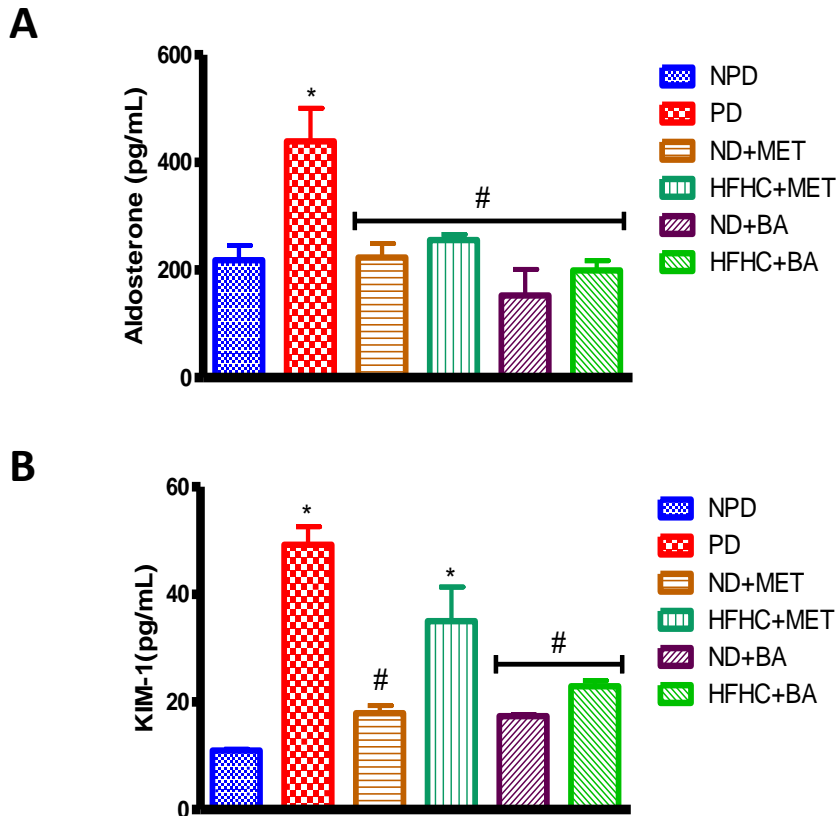 A
Aldosterone (pg/mL)
600
400
200
0
*
#
NPD
PD
ND+MET
HFHC+MET
ND+BA
HFHC+BA
B
KIM-1(pg/mL)
60
40
20
0
*
#
*
#
NPD
PD
ND+MET
HFHC+MET
ND+BA
HFHC+BA